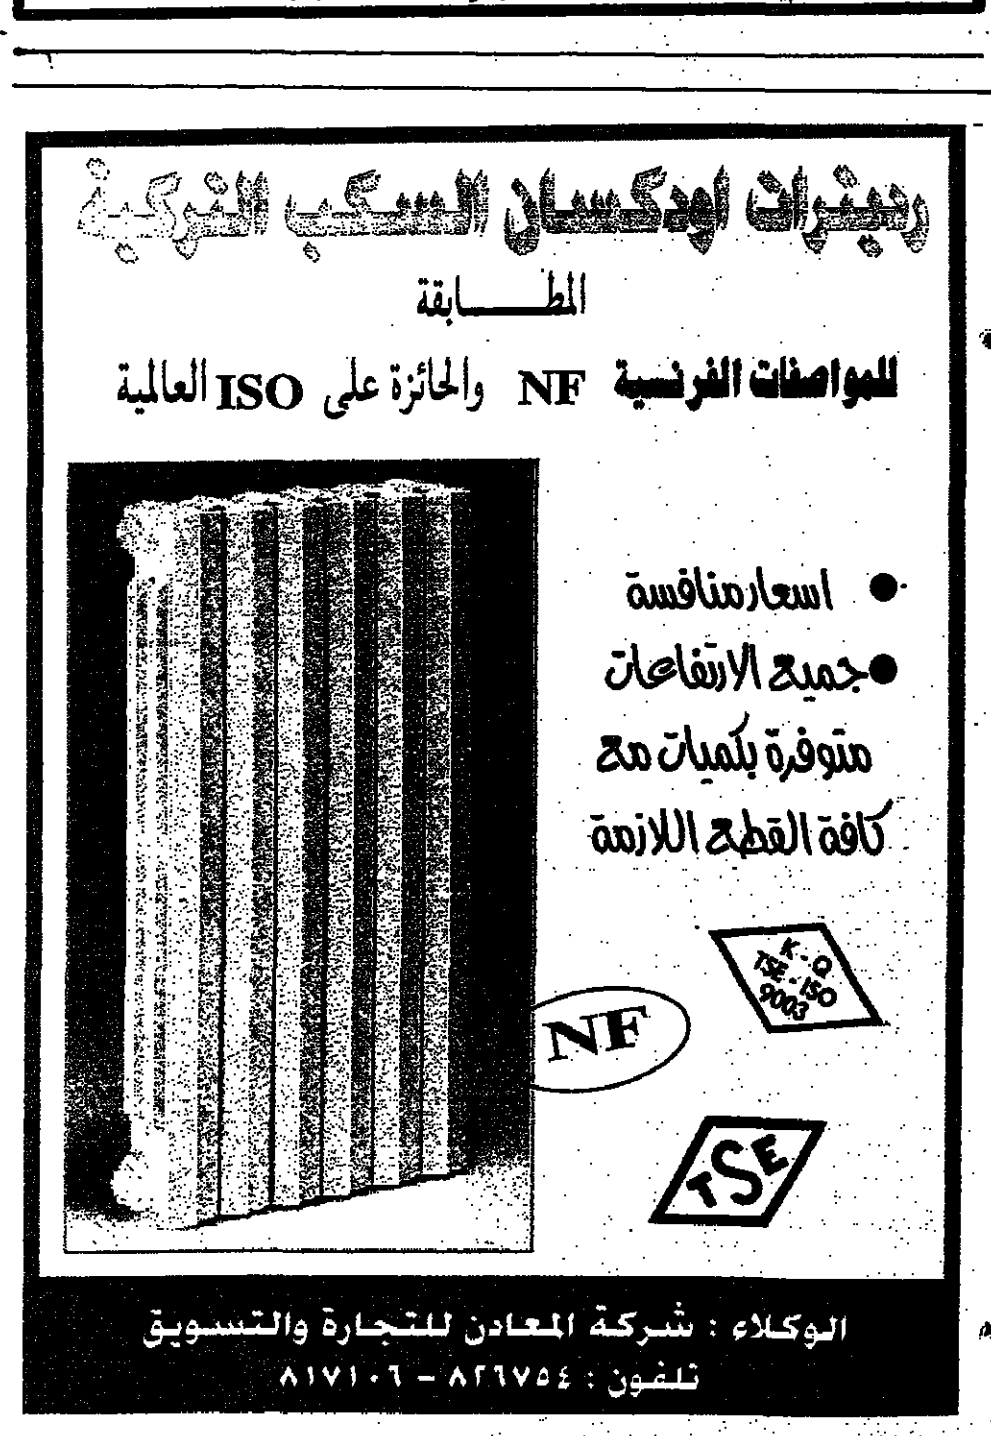 رديترات اودكسان السكب التركية
المطابقة
للمواصفات الفرنسية NF والحائزة على ISO العالمية
● اسعار منافسة
● جميع الارتفاعات
متوفرة بكميات مع
كافة القطع اللازمة
K - Q
TSE - ISO
9003
NF
TSE
الوكلاء : شركة المعادن للتجارة والتسويق
تلفون : ٨٢٦٧٥٤ – ٨١٧١٠٦